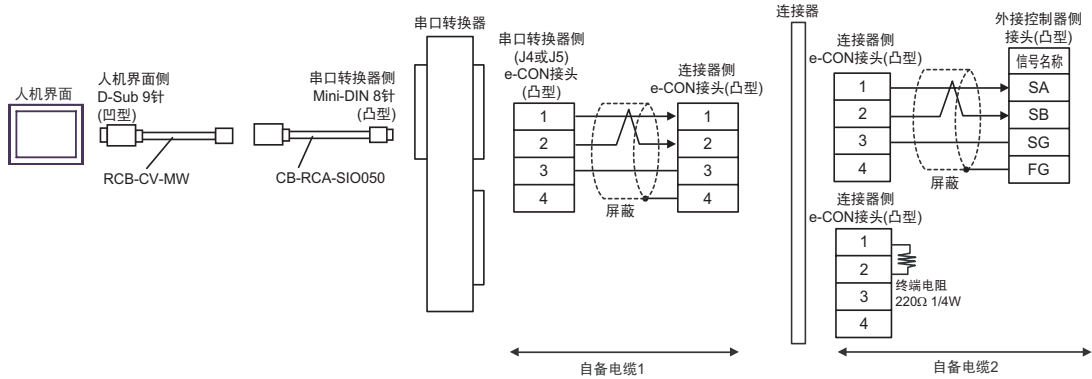 人机界面
人机界面侧
D-Sub 9针
(凹型)
RCB-CV-MW
串口转换器侧
Mini-DIN 8针
(凸型)
CB-RCA-SIO050
串口转换器
串口转换器侧
(J4或J5)
e-CON接头
(凸型)
1
2
3
4
屏蔽
连接器侧
e-CON接头(凸型)
1
2
3
4
自备电缆1
连接器
连接器侧
e-CON接头(凸型)
1
2
3
4
屏蔽
外接控制器侧
接头(凸型)
信号名称
SA
SB
SG
FG
连接器侧
e-CON接头(凸型)
1
2
3
4
终端电阻
220Ω 1/4W
自备电缆2